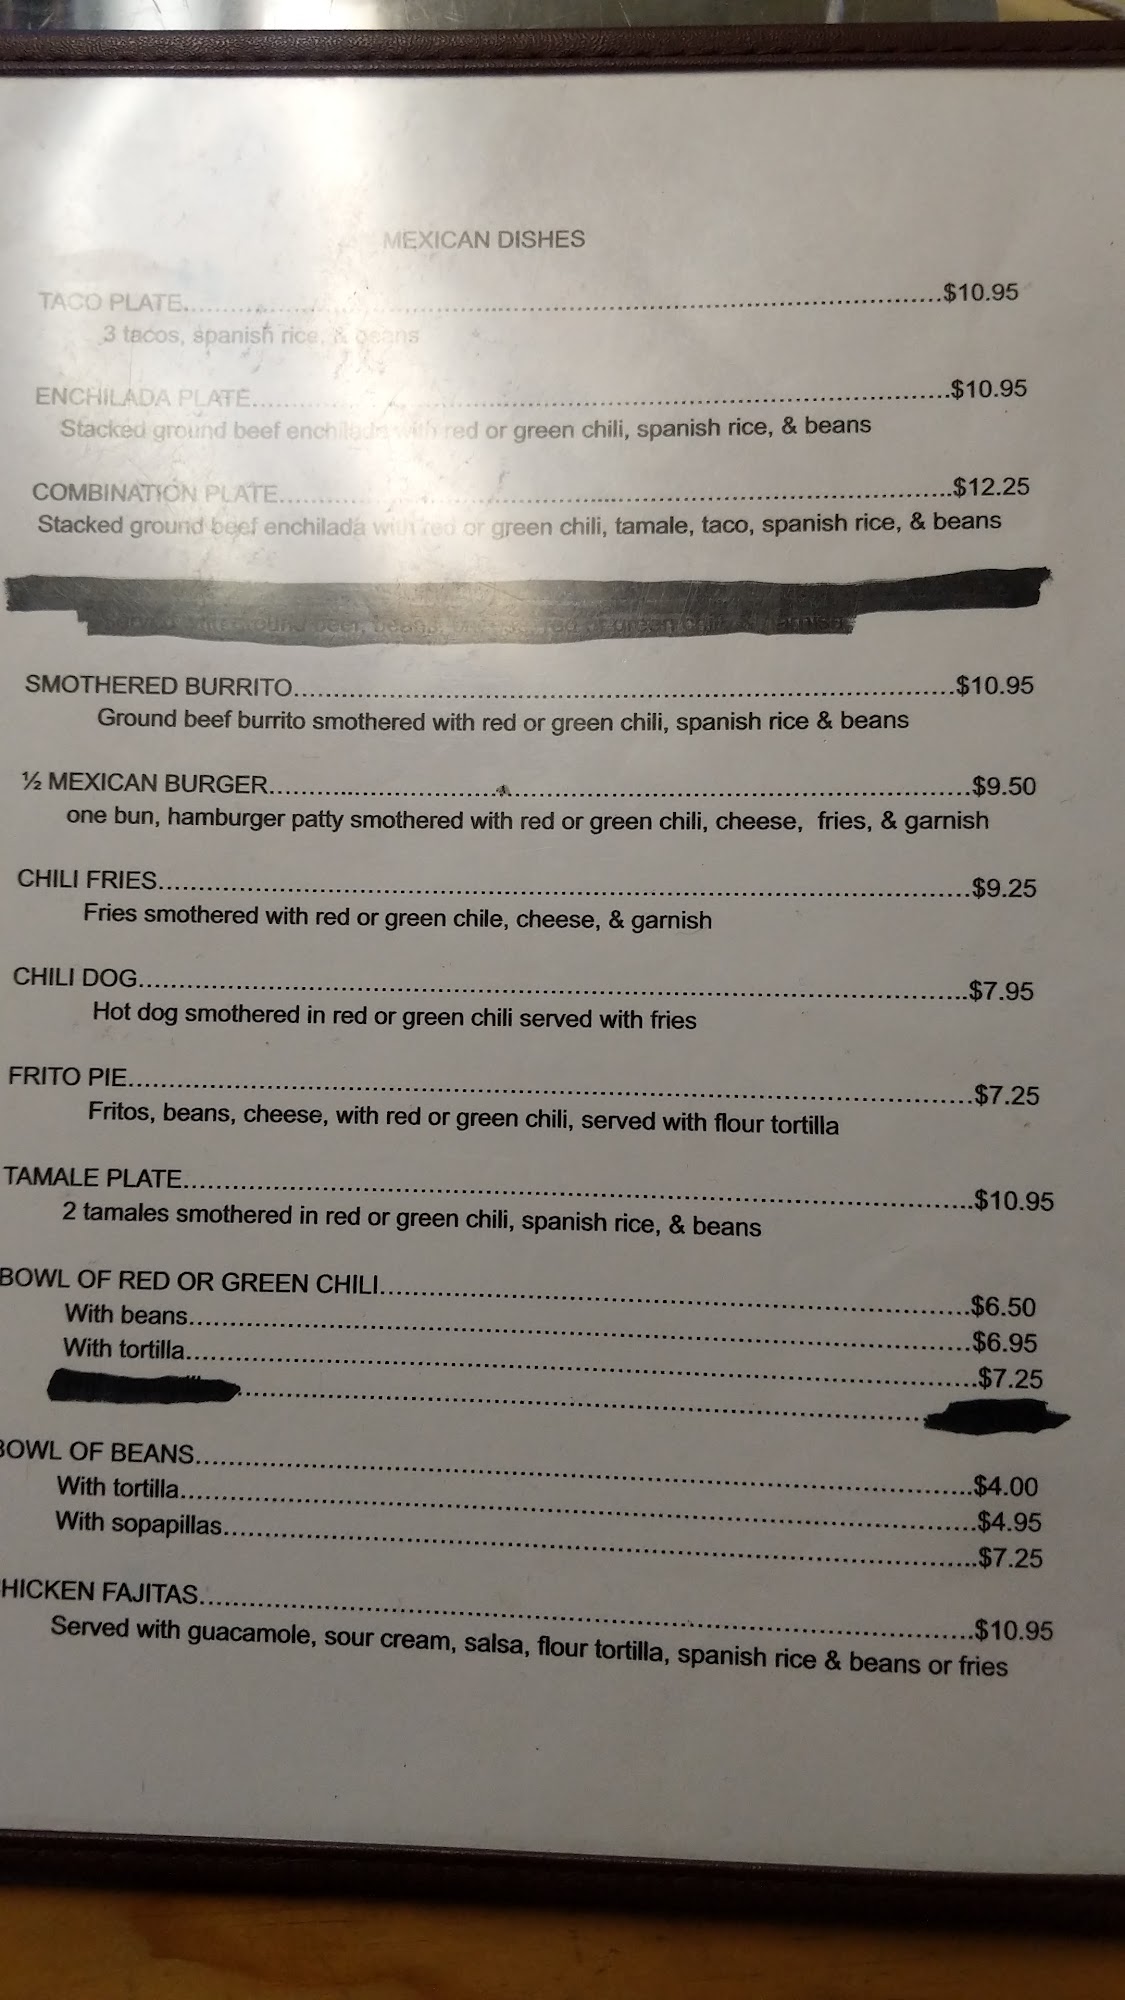 MEXICAN DISHES
TACO PLATE..........$10.95
3 tacos, spanish rice, & beans
ENCHILADA PLATE..........$10.95
Stacked ground beef enchilada with red or green chili, spanish rice, & beans
COMBINATION PLATE..........$12.25
Stacked ground beef enchilada with red or green chili, tamale, taco, spanish rice, & beans
SMOTHERED BURRITO..........$10.95
Ground beef burrito smothered with red or green chili, spanish rice & beans
½ MEXICAN BURGER..........$9.50
one bun, hamburger patty smothered with red or green chili, cheese, fries, & garnish
CHILI FRIES..........$9.25
Fries smothered with red or green chile, cheese, & garnish
CHILI DOG..........$7.95
Hot dog smothered in red or green chili served with fries
FRITO PIE..........$7.25
Fritos, beans, cheese, with red or green chili, served with flour tortilla
TAMALE PLATE..........$10.95
2 tamales smothered in red or green chili, spanish rice, & beans
BOWL OF RED OR GREEN CHILI..........$6.50
With beans..........$6.95
With tortilla..........$7.25
BOWL OF BEANS..........$4.00
With tortilla..........$4.95
With sopapillas..........$7.25
HICKEN FAJITAS..........$10.95
Served with guacamole, sour cream, salsa, flour tortilla, spanish rice & beans or fries